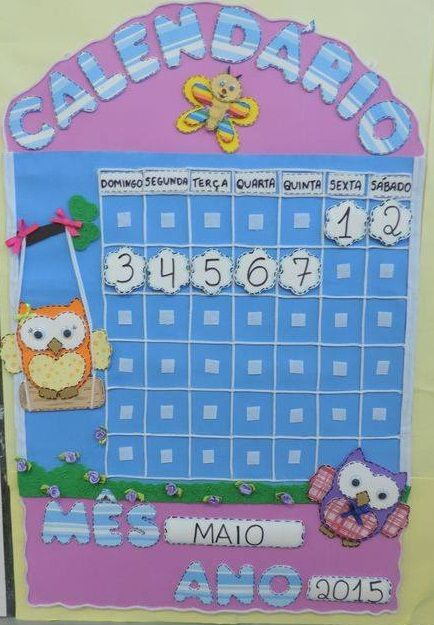 CALENDÁRIO
DOMINGO SEGUNDA TERÇA QUARTA QUINTA SEXTA SÁBADO
1 2
3 4 5 6 7
MÊS MAIO
ANO 2015